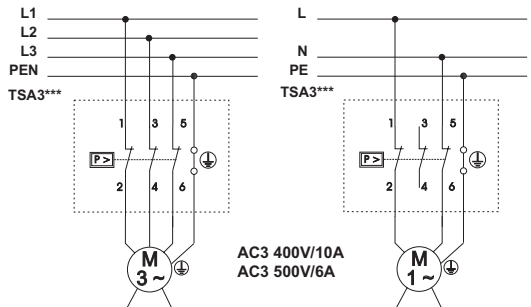 L1
L2
L3
PEN
TSA3***
1 3 5
P>
2 4 6
M
3 ~
L
N
PE
TSA3***
1 3 5
P>
2 4 6
M
1 ~
AC3 400V/10A
AC3 500V/6A